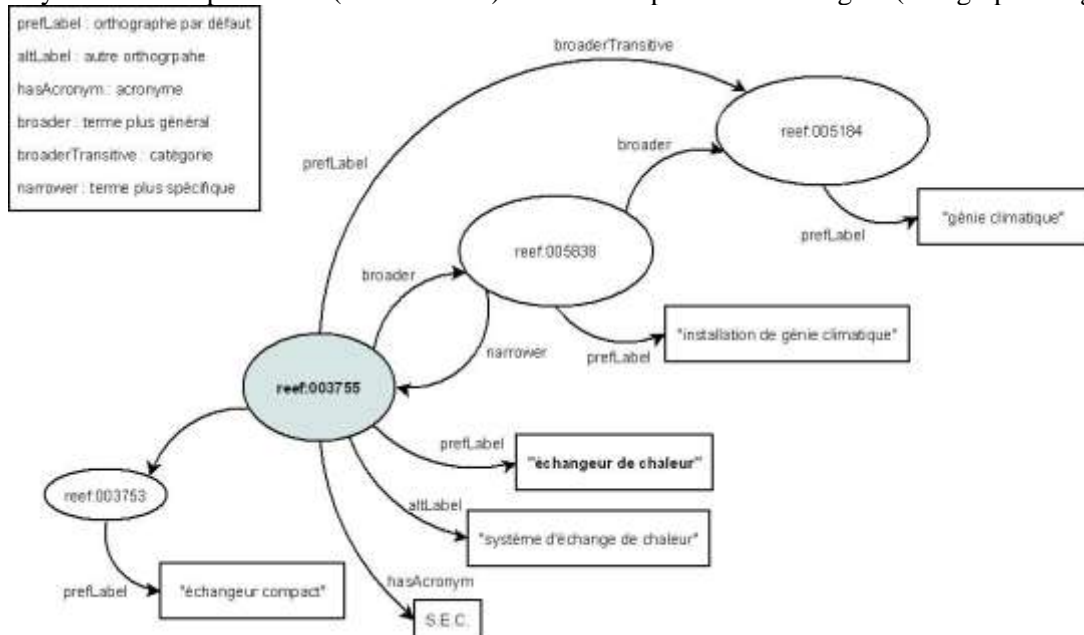 prefLabel : orthographe par défaut
altLabel : autre orthogrpahe
hasAcronym : acronyme
broader : terme plus général
broaderTransitive : catégorie
narrower : terme plus spécifique
broaderTransitive
reef:005184
broader
prefLabel
prefLabel
"génie climatique"
reef:005838
broader
"installation de génie climatique"
narrower
prefLabel
reef:003755
prefLabel
"échangeur de chaleur"
reef:003753
altLabel
"système d'échange de chaleur"
hasAcronym
prefLabel
"échangeur compact"
S.E.C.